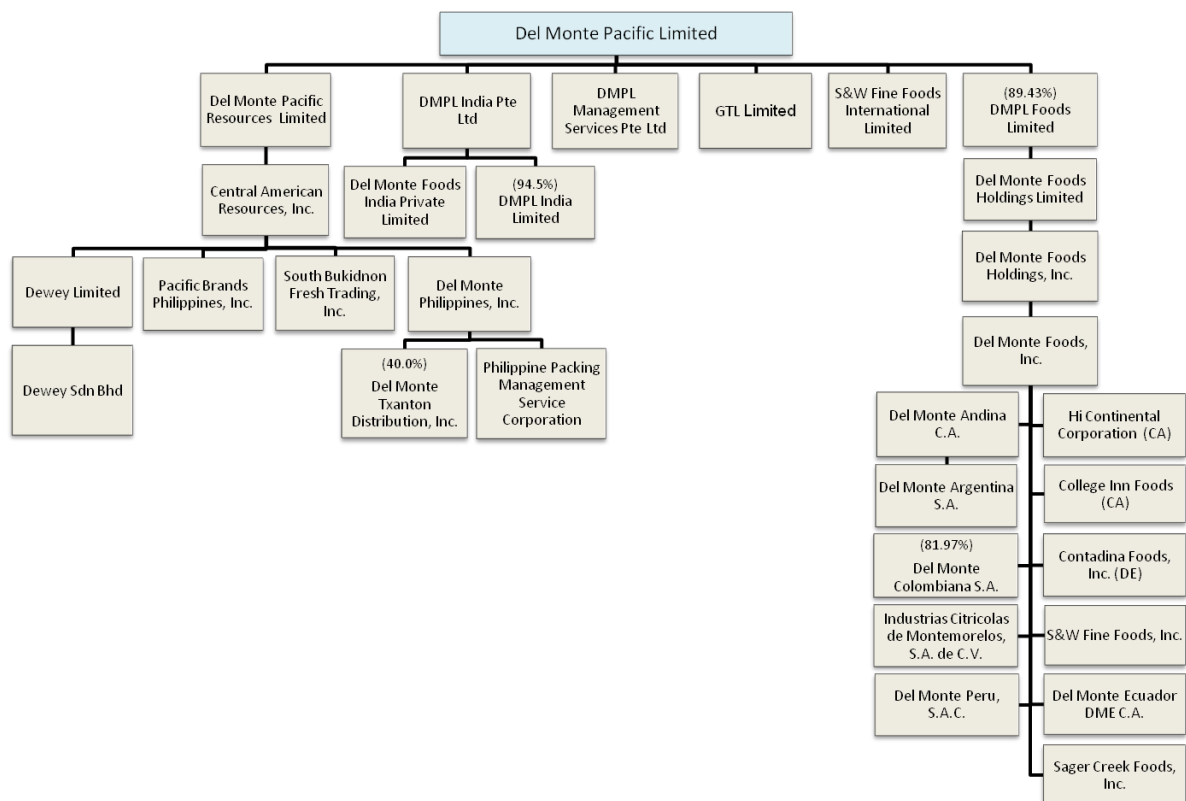 Del Monte Pacific Limited
Del Monte Pacific
Resources Limited
DMPL India Pte
Ltd
DMPL
Management
Services Pte Ltd
GTL Limited
S&W Fine Foods
International
Limited
(89.43%)
DMPL Foods
Limited
Central American
Resources, Inc.
Del Monte Foods
India Private
Limited
(94.5%)
DMPL India
Limited
Del Monte Foods
Holdings Limited
Dewey Limited
Pacific Brands
Philippines, Inc.
South Bukidnon
Fresh Trading,
Inc.
Del Monte
Philippines, Inc.
Del Monte Foods
Holdings, Inc.
Dewey Sdn Bhd
(40.0%)
Del Monte
Txanton
Distribution, Inc.
Philippine Packing
Management
Service
Corporation
Del Monte Foods,
Inc.
Del Monte Andina
C.A.
Hi Continental
Corporation (CA)
Del Monte Argentina
S.A.
College Inn Foods
(CA)
(81.97%)
Del Monte
Colombiana S.A.
Contadina Foods,
Inc. (DE)
Industrias Citricolas
de Montemorelos,
S.A. de C.V.
S&W Fine Foods, Inc.
Del Monte Peru,
S.A.C.
Del Monte Ecuador
DME C.A.
Sager Creek Foods,
Inc.